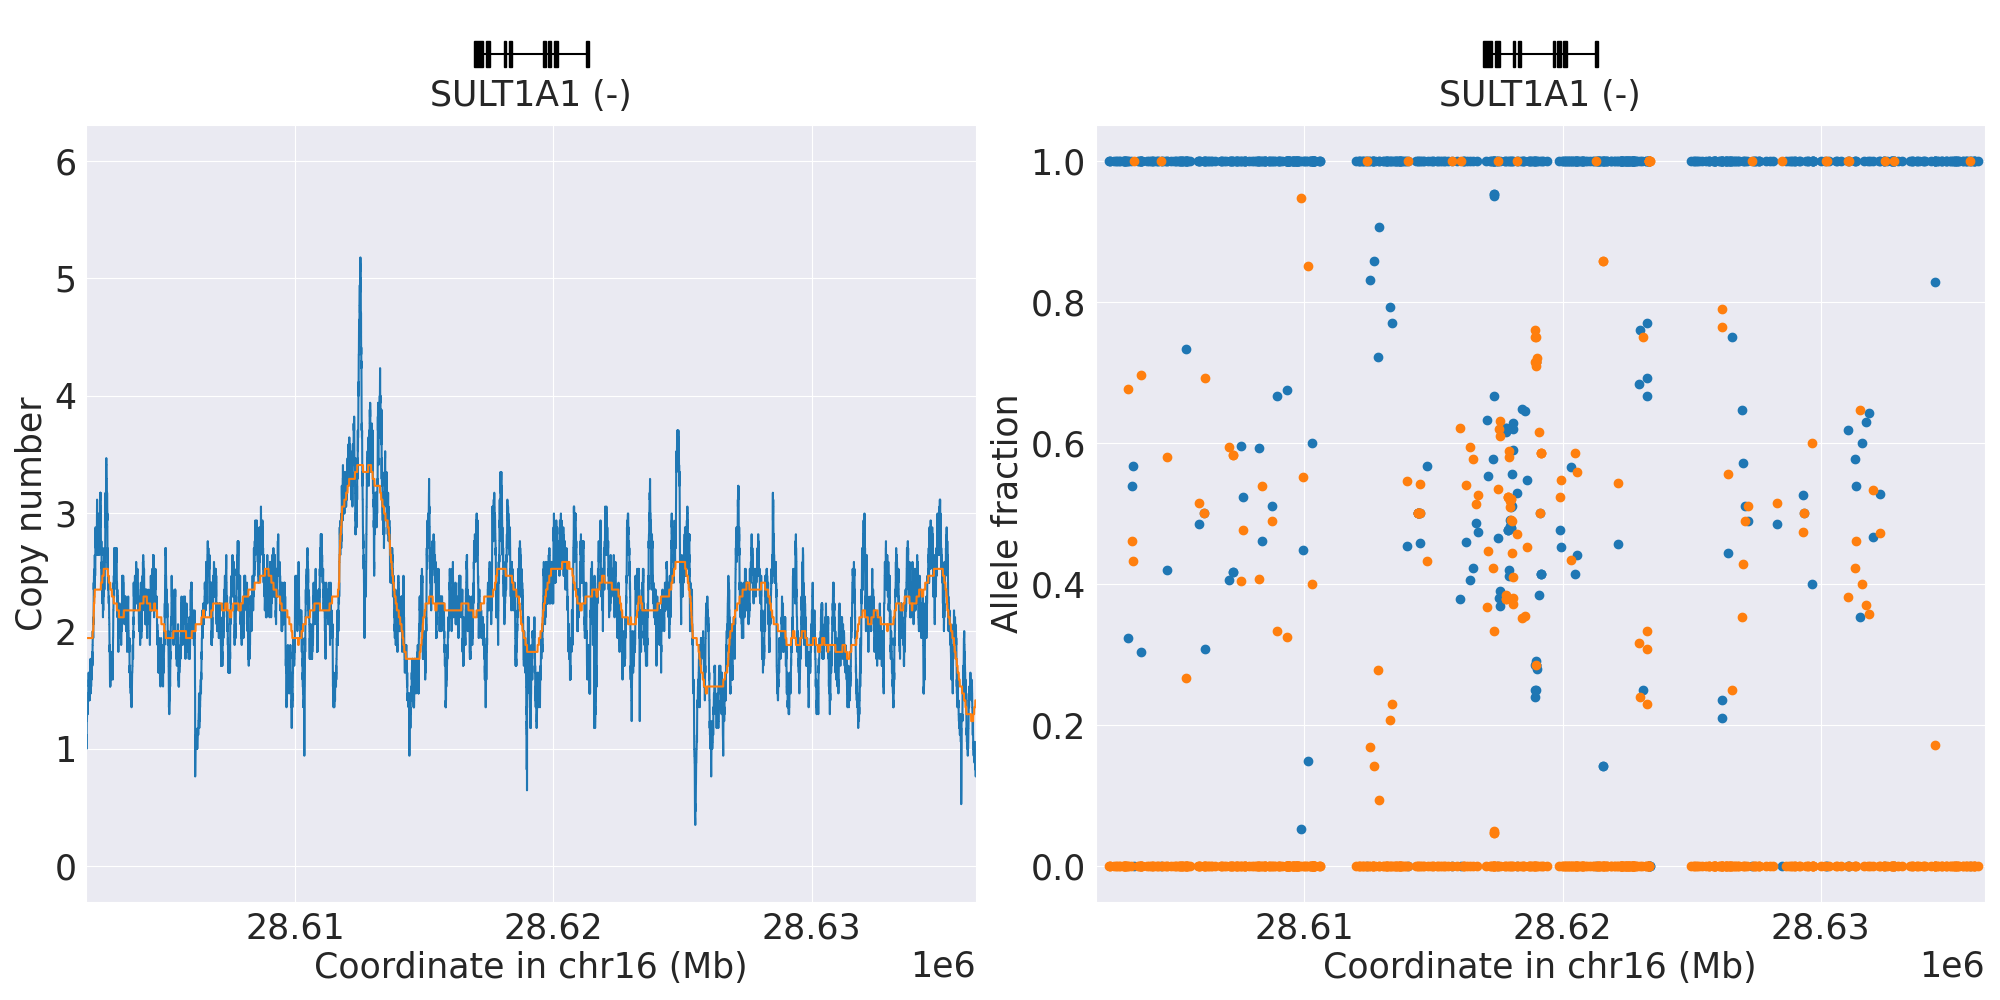 SULT1A1 (-)
6
5
4
3
2
1
0
Copy number
28.61
28.62
28.63
Coordinate in chr16 (Mb)
1e6
SULT1A1 (-)
1.0
0.8
0.6
0.4
0.2
0.0
Allele fraction
28.61
28.62
28.63
Coordinate in chr16 (Mb)
1e6